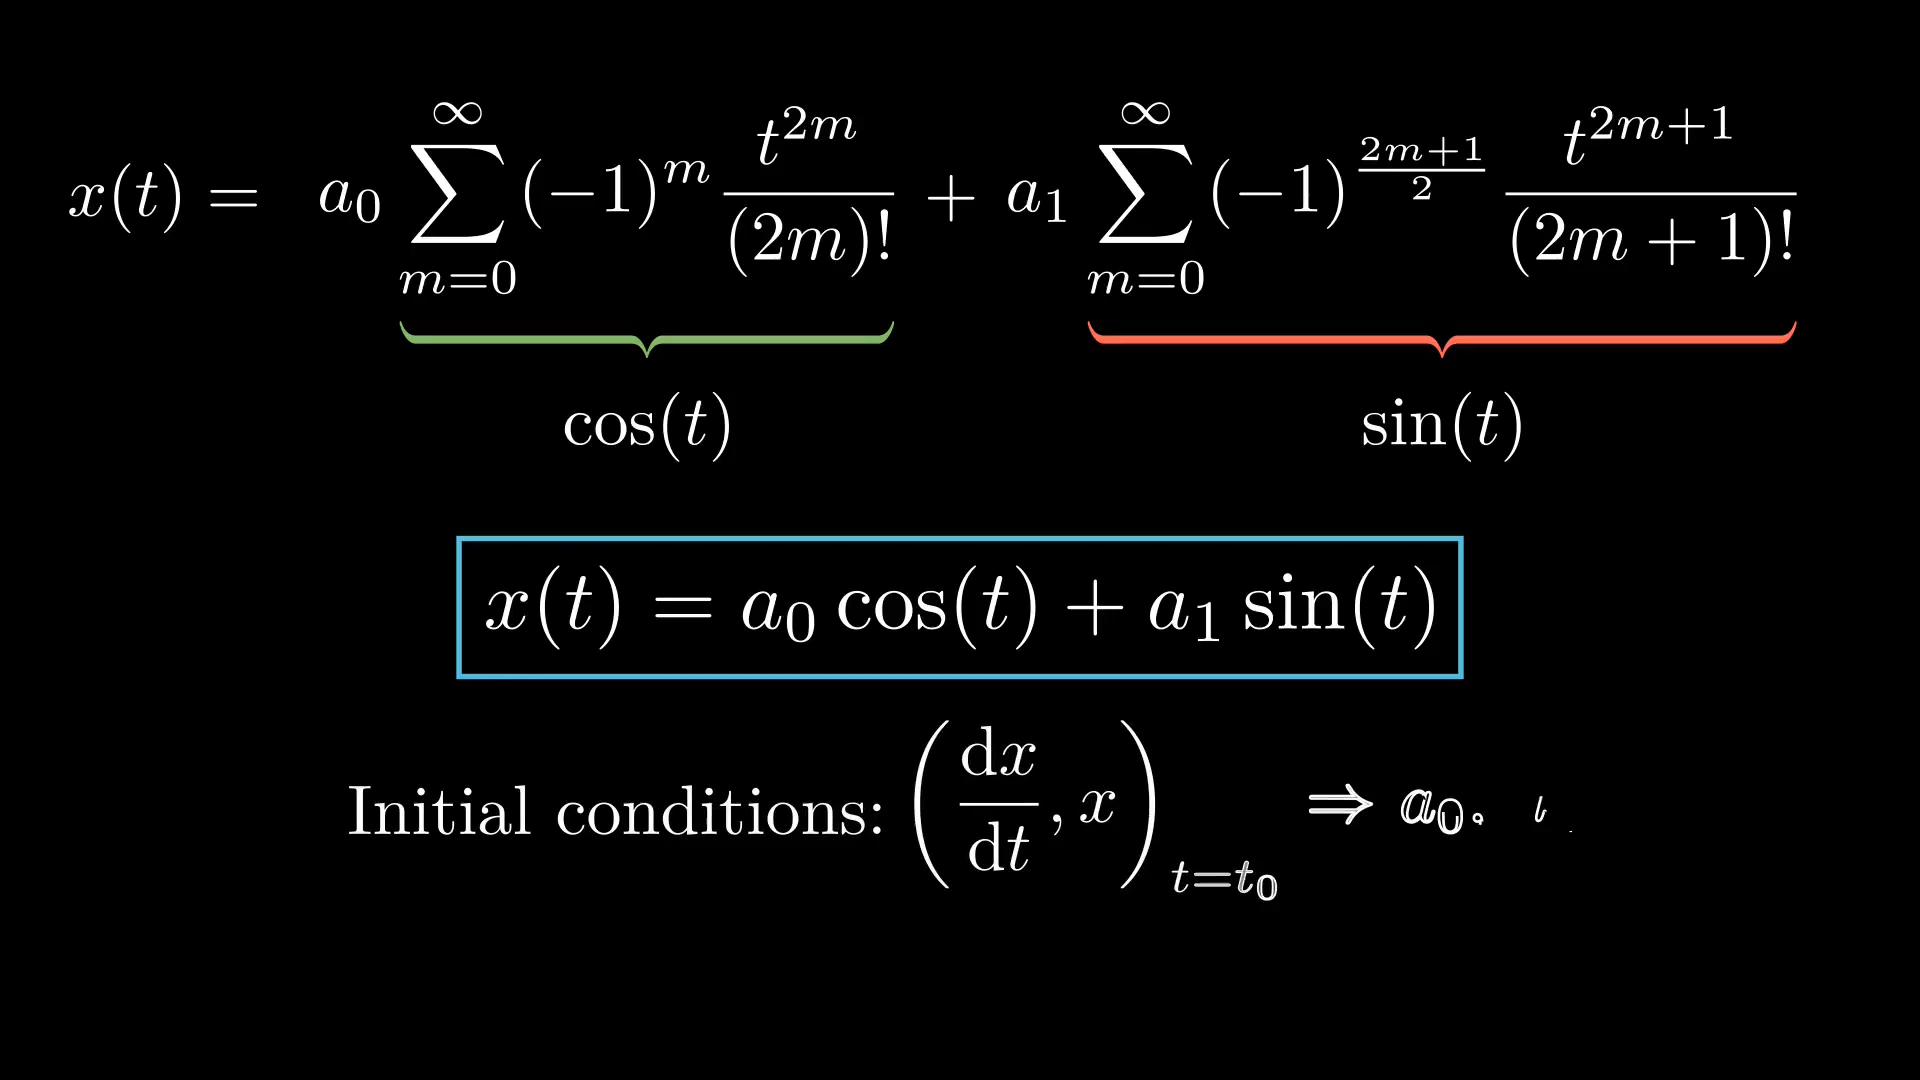 x(t) = a₀ ∑_{m=0}^{∞} (−1)^m t^{2m}/(2m)! + a₁ ∑_{m=0}^{∞} (−1)^{(2m+1)/2} t^{2m+1}/(2m + 1)!
cos(t) sin(t)
x(t) = a₀ cos(t) + a₁ sin(t)
Initial conditions: (dx/dt, x)_{t=t₀} ⇒ a₀